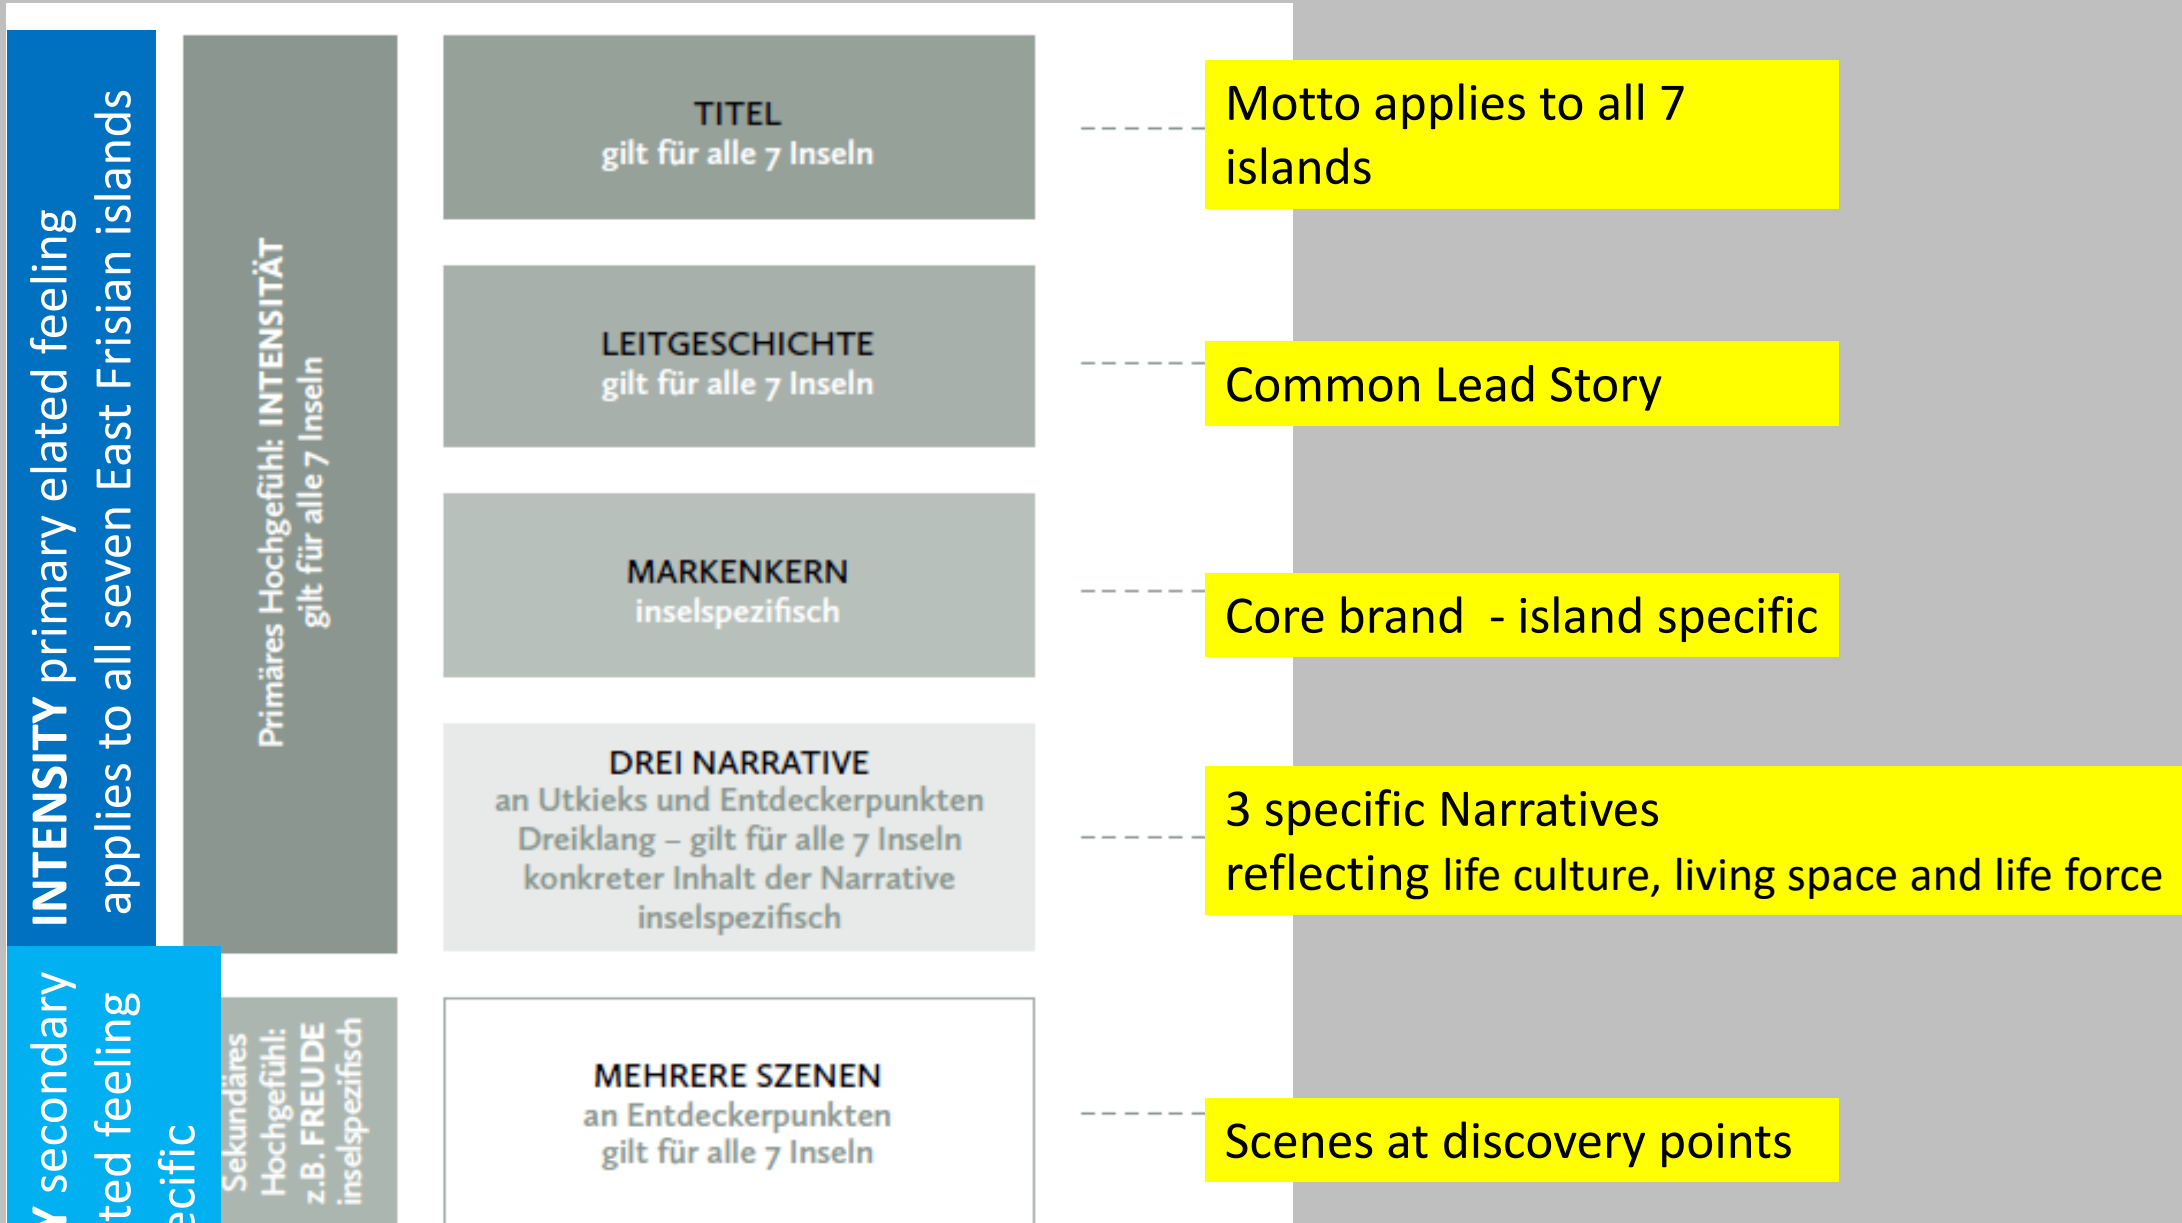 INTENSITY primary elated feeling
applies to all seven East Frisian islands
Primäres Hochgefühl: INTENSITÄT
gilt für alle 7 Inseln
TITEL
gilt für alle 7 Inseln
Motto applies to all 7
islands
LEITGESCHICHTE
gilt für alle 7 Inseln
Common Lead Story
MARKENKERN
inselspezifisch
Core brand - island specific
DREI NARRATIVE
an Utkieks und Entdeckerpunkten
Dreiklang – gilt für alle 7 Inseln
konkreter Inhalt der Narrative
inselspezifisch
3 specific Narratives
reflecting life culture, living space and life force
secondary
feeling
Sekundäres
Hochgefühl:
z.B. FREUDE
inselspezifisch
MEHRERE SZENEN
an Entdeckerpunkten
gilt für alle 7 Inseln
Scenes at discovery points